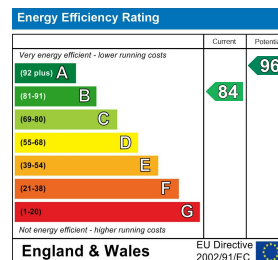 Energy Efficiency Rating
Current
Very energy efficient - lower running costs
(92 plus) A
96
(81-91) B
84
(69-80) C
(55-68) D
(39-54) E
(21-38) F
(1-20) G
Not energy efficient - higher running costs
England & Wales
EU Directive
2002/91/EC